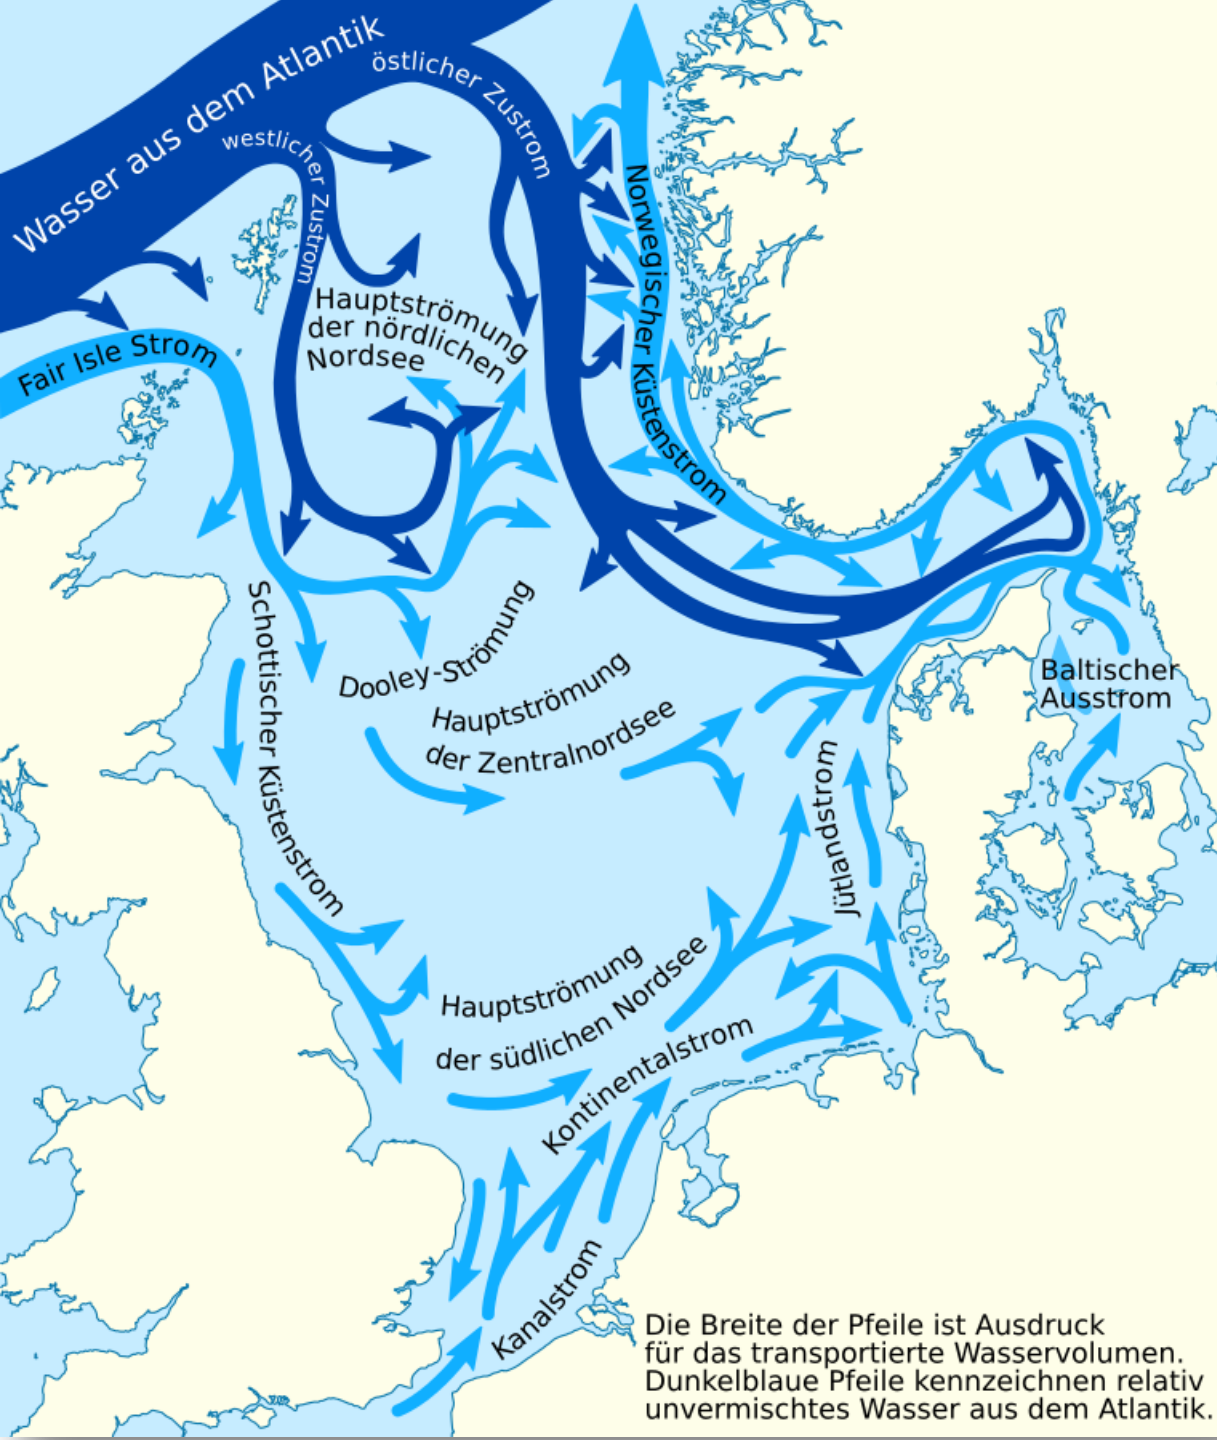 Wasser aus dem Atlantik
östlicher Zustrom
westlicher Zustrom
Norwegischer Küstenstrom
Hauptströmung
der nördlichen
Nordsee
Fair Isle Strom
Schottischer Küstenstrom
Dooley-Strömung
Hauptströmung
der Zentralnordsee
Baltischer
Ausstrom
Jütlandstrom
Hauptströmung
der südlichen Nordsee
Kontinentalstrom
Kanalstrom
Die Breite der Pfeile ist Ausdruck
für das transportierte Wasservolumen.
Dunkelblaue Pfeile kennzeichnen relativ
unvermischtes Wasser aus dem Atlantik.